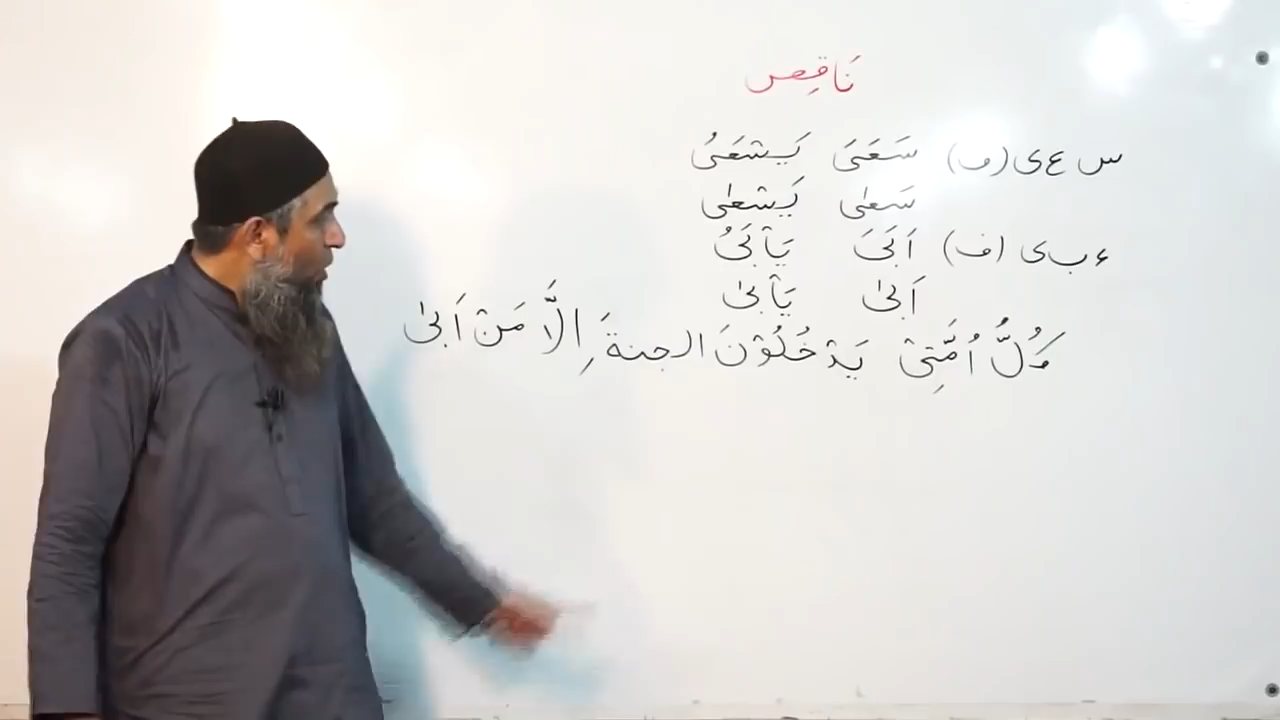 نَاقِص
س ع ی (ف) سَعَیَ یَسْعَیُ
سَعٰی یَسْعٰی
ء ب ی (ف) اَبَیَ یَأْبَیُ
اَبٰی یَأْبٰی
كُلُّ اُمَّتِیْ یَدْخُلُوْنَ الجنةَ اِلَّا مَنْ اَبٰی